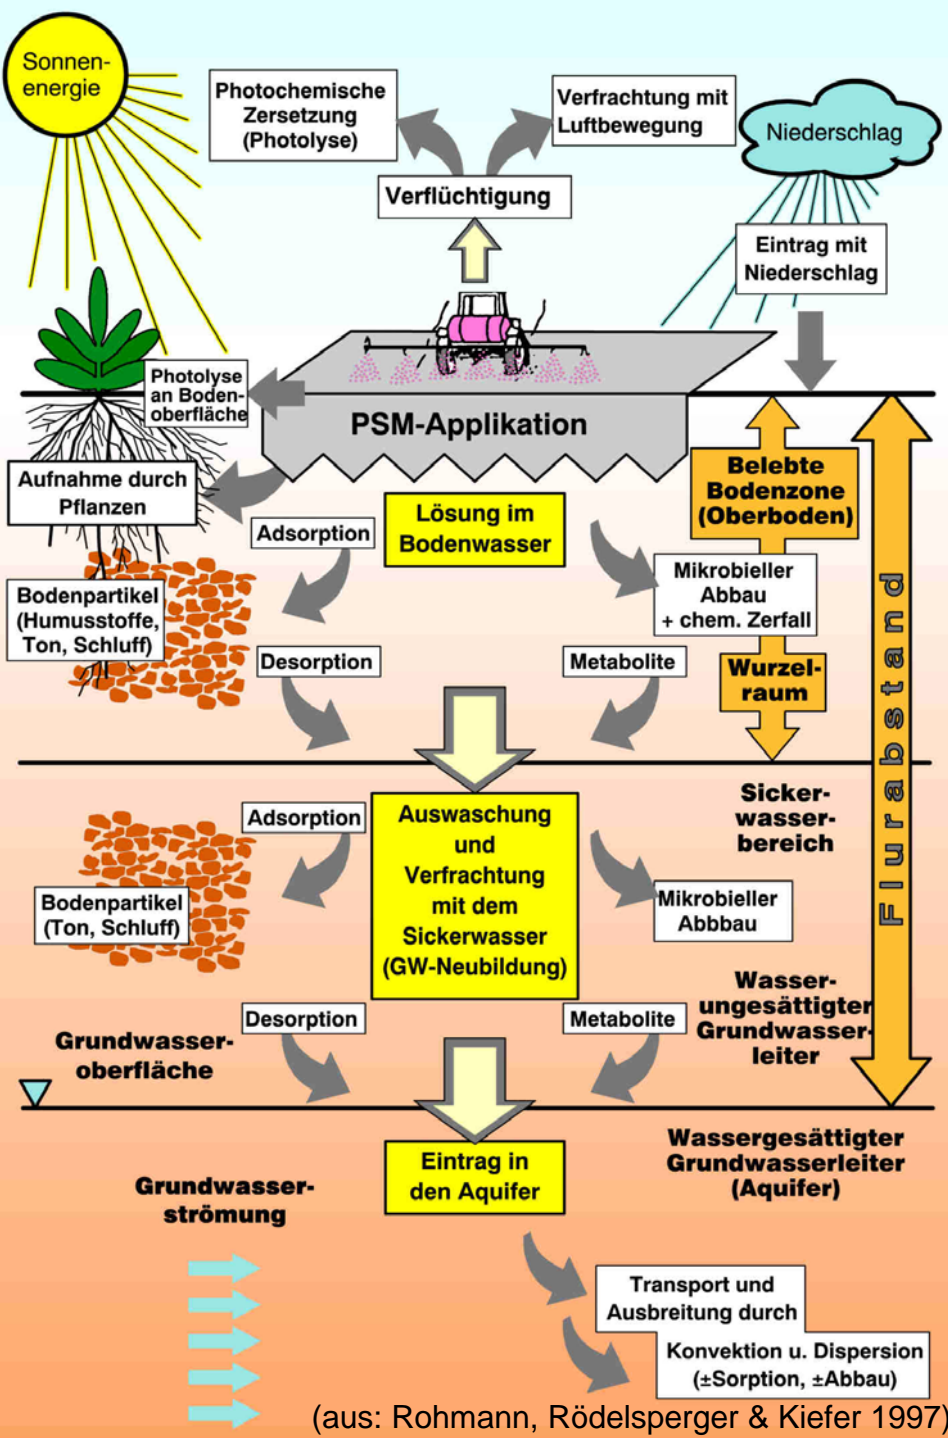 Sonnen-
energie
Photochemische
Zersetzung
(Photolyse)
Verfrachtung mit
Luftbewegung
Niederschlag
Verflüchtigung
Eintrag mit
Niederschlag
Photolyse
an Boden-
oberfläche
PSM-Applikation
Aufnahme durch
Pflanzen
Belebte
Bodenzone
(Oberboden)
Adsorption
Lösung im
Bodenwasser
Mikrobieller
Abbau
+ chem. Zerfall
Bodenpartikel
(Humusstoffe,
Ton, Schluff)
Desorption
Metabolite
Wurzel-
raum
Flurabstand
Sicker-
wasser-
bereich
Adsorption
Auswaschung
und
Verfrachtung
mit dem
Sickerwasser
(GW-Neubildung)
Mikrobieller
Abbbau
Bodenpartikel
(Ton, Schluff)
Wasser-
ungesättigter
Grundwasser-
leiter
Desorption
Metabolite
Grundwasser-
oberfläche
Eintrag in
den Aquifer
Wassergesättigter
Grundwasserleiter
(Aquifer)
Grundwasser-
strömung
Transport und
Ausbreitung durch
Konvektion u. Dispersion
(±Sorption, ±Abbau)
(aus: Rohmann, Rödelsperger & Kiefer 1997)